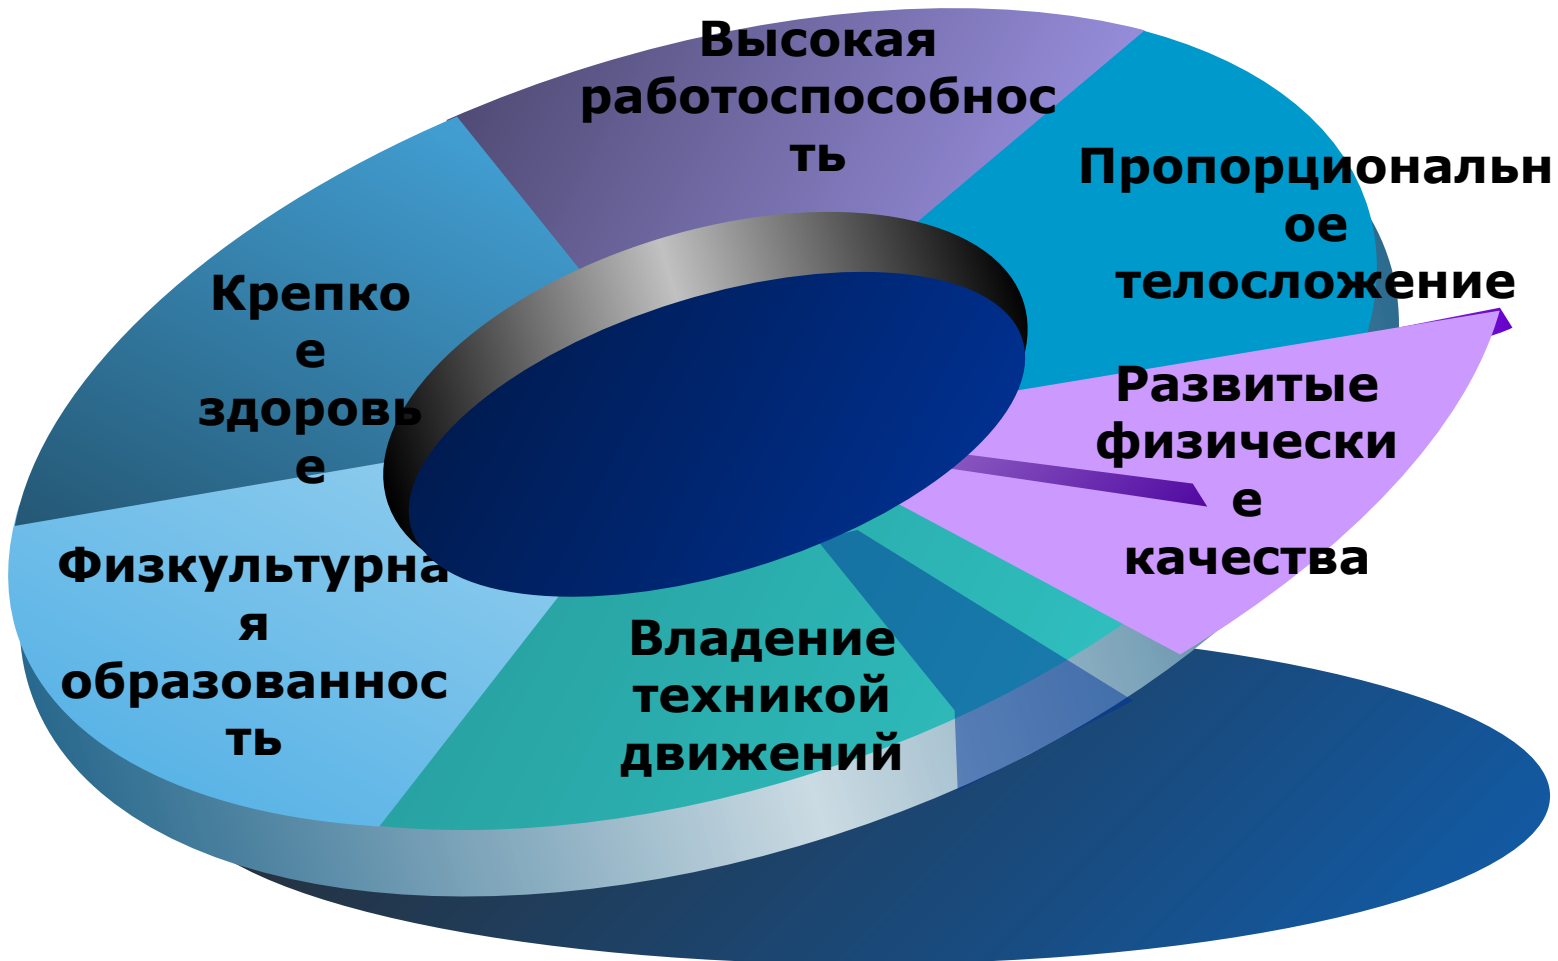 Высокая
работоспособнос
ть
Пропорциональн
ое
телосложение
Крепко
е
здоровь
е
Развитые
физически
е
качества
Физкультурна
я
образованнос
ть
Владение
техникой
движений